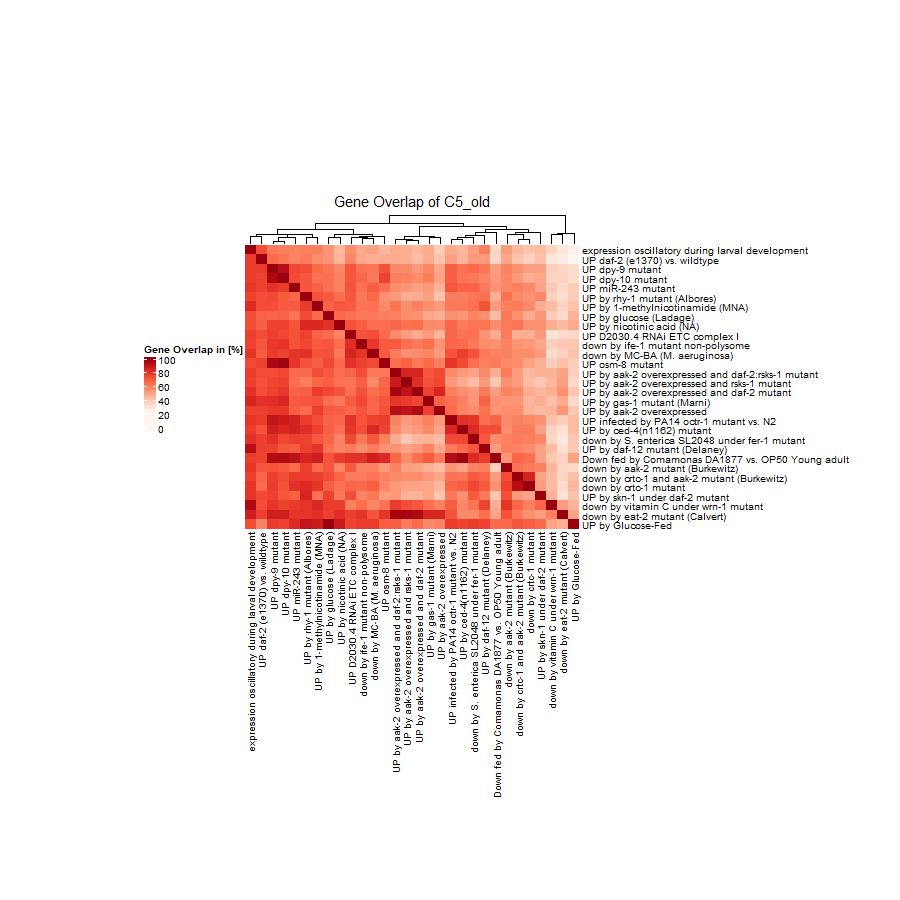 Gene Overlap of C5_old
expression oscillatory during larval development
UP daf-2 (e1370) vs. wildtype
UP dpy-9 mutant
UP dpy-10 mutant
UP miR-243 mutant
UP by rhy-1 mutant (Albores)
UP by 1-methylnicotinamide (MNA)
UP by glucose (Ladage)
UP by nicotinic acid (NA)
UP D2030.4 RNAi ETC complex I
down by ife-1 mutant non-polysome
down by MC-BA (M. aeruginosa)
UP osm-8 mutant
UP by aak-2 overexpressed and daf-2:rsks-1 mutant
UP by aak-2 overexpressed and rsks-1 mutant
UP by aak-2 overexpressed and daf-2 mutant
UP by gas-1 mutant (Marni)
UP by aak-2 overexpressed
UP infected by PA14 octr-1 mutant vs. N2
UP by ced-4(n1162) mutant
down by S. enterica SL2048 under fer-1 mutant
UP by daf-12 mutant (Delaney)
Down fed by Comamonas DA1877 vs. OP50 Young adult
down by aak-2 mutant (Burkewitz)
down by crtc-1 and aak-2 mutant (Burkewitz)
down by crtc-1 mutant
UP by skn-1 under daf-2 mutant
down by vitamin C under wrn-1 mutant
down by eat-2 mutant (Calvert)
UP by Glucose-Fed
Gene Overlap in [%]
100
80
60
40
20
0
expression oscillatory during larval development
UP daf-2 (e1370) vs. wildtype
UP dpy-9 mutant
UP dpy-10 mutant
UP miR-243 mutant
UP by rhy-1 mutant (Albores)
UP by 1-methylnicotinamide (MNA)
UP by glucose (Ladage)
UP by nicotinic acid (NA)
UP D2030.4 RNAi ETC complex I
down by ife-1 mutant non-polysome
down by MC-BA (M. aeruginosa)
UP osm-8 mutant
UP by aak-2 overexpressed and daf-2:rsks-1 mutant
UP by aak-2 overexpressed and rsks-1 mutant
UP by aak-2 overexpressed and daf-2 mutant
UP by gas-1 mutant (Marni)
UP by aak-2 overexpressed
UP infected by PA14 octr-1 mutant vs. N2
UP by ced-4(n1162) mutant
down by S. enterica SL2048 under fer-1 mutant
UP by daf-12 mutant (Delaney)
Down fed by Comamonas DA1877 vs. OP50 Young adult
down by aak-2 mutant (Burkewitz)
down by crtc-1 and aak-2 mutant (Burkewitz)
down by crtc-1 mutant
UP by skn-1 under daf-2 mutant
down by vitamin C under wrn-1 mutant
down by eat-2 mutant (Calvert)
UP by Glucose-Fed